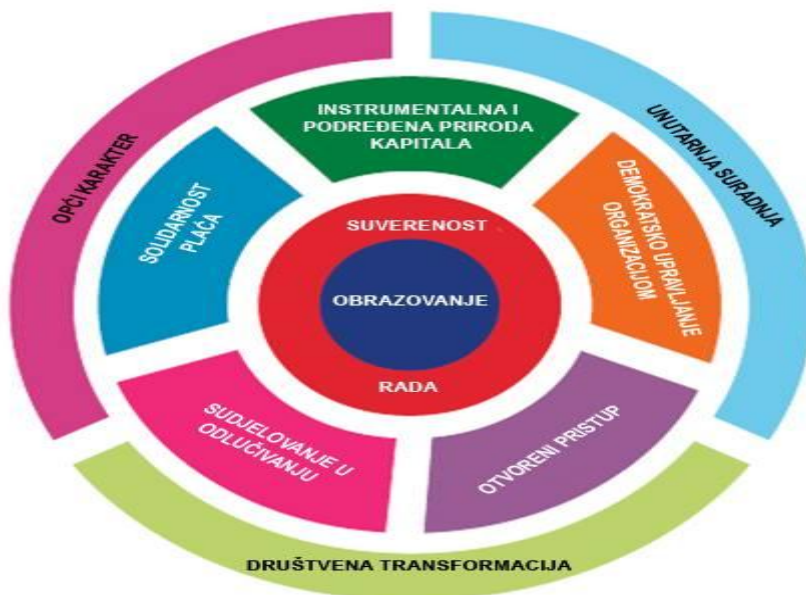 OPĆI KARAKTER
UNUTARNJA SURADNJA
INSTRUMENTALNA I
PODREĐENA PRIRODA
KAPITALA
SOLIDARNOST
PLAĆA
DEMOKRATSKO UPRAVLJANJE
ORGANIZACIJOM
SUVERENOST
OBRAZOVANJE
RADA
SUDJELOVANJE U
ODLUČIVANJU
OTVORENI PRISTUP
DRUŠTVENA TRANSFORMACIJA